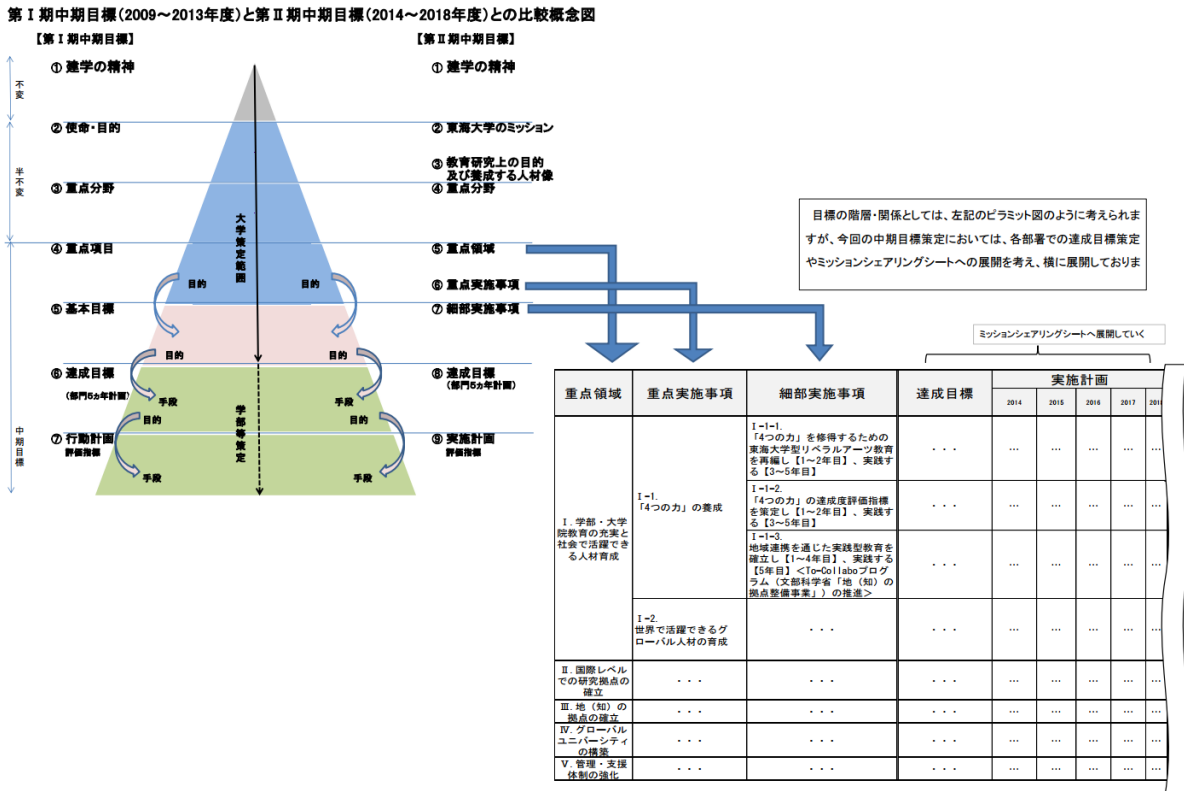 第Ⅰ期中期目標(2009～2013年度)と第Ⅱ期中期目標(2014～2018年度)との比較概念図
【第Ⅰ期中期目標】
【第Ⅱ期中期目標】
不変
半不変
中期目標
① 建学の精神
② 使命・目的
③ 重点分野
④ 重点項目
⑤ 基本目標
⑥ 達成目標
(部門5ヵ年計画)
⑦ 行動計画
評価指標
大学策定範囲
学部等策定
目的
目的
目的
目的
手段
手段
目的
目的
手段
手段
① 建学の精神
② 東海大学のミッション
③ 教育研究上の目的
及び養成する人材像
④ 重点分野
⑤ 重点領域
⑥ 重点実施事項
⑦ 細部実施事項
⑧ 達成目標
(部門5ヵ年計画)
⑨ 実施計画
評価指標
目標の階層・関係としては、左記のピラミット図のように考えられま
すが、今回の中期目標策定においては、各部署での達成目標策定
やミッションシェアリングシートへの展開を考え、横に展開しておりま
ミッションシェアリングシートへ展開していく
重点領域
重点実施事項
細部実施事項
達成目標
実施計画
2014 2015 2016 2017 2018
Ⅰ. 学部・大学
院教育の充実と
社会で活躍でき
る人材育成
Ⅰ-1.
「4つの力」の養成
Ⅰ-1-1.
「4つの力」を修得するための
東海大学型リベラルアーツ教育
を再編し【1～2年目】、実践す
る【3～5年目】
・・・ … … … … …
Ⅰ-1-2.
「4つの力」の達成度評価指標
を策定し【1～2年目】、実践す
る【3～5年目】
・・・ … … … … …
Ⅰ-1-3.
地域連携を通じた実践型教育を
確立し【1～4年目】、実践する
【5年目】＜To-Collaboプログ
ラム（文部科学省「地（知）の
拠点整備事業」）の推進＞
・・・ … … … … …
Ⅰ-2.
世界で活躍できるグ
ローバル人材の育成
・・・ ・・・ … … … … …
Ⅱ. 国際レベル
での研究拠点の
確立
・・・ ・・・ ・・・ … … … … …
Ⅲ. 地（知）の
拠点の確立
・・・ ・・・ ・・・ … … … … …
Ⅳ. グローバル
ユニバーシティ
の構築
・・・ ・・・ ・・・ … … … … …
Ⅴ. 管理・支援
体制の強化
・・・ ・・・ ・・・ … … … … …